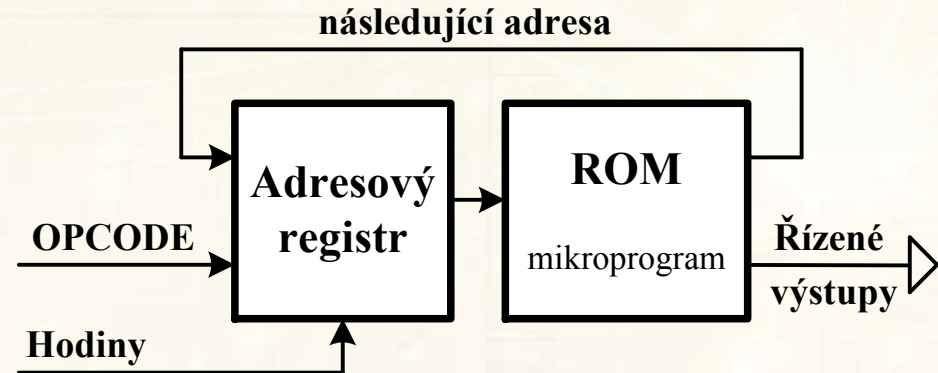 následující adresa
Adresový
registr
ROM
mikroprogram
OPCODE
Řízené
výstupy
Hodiny